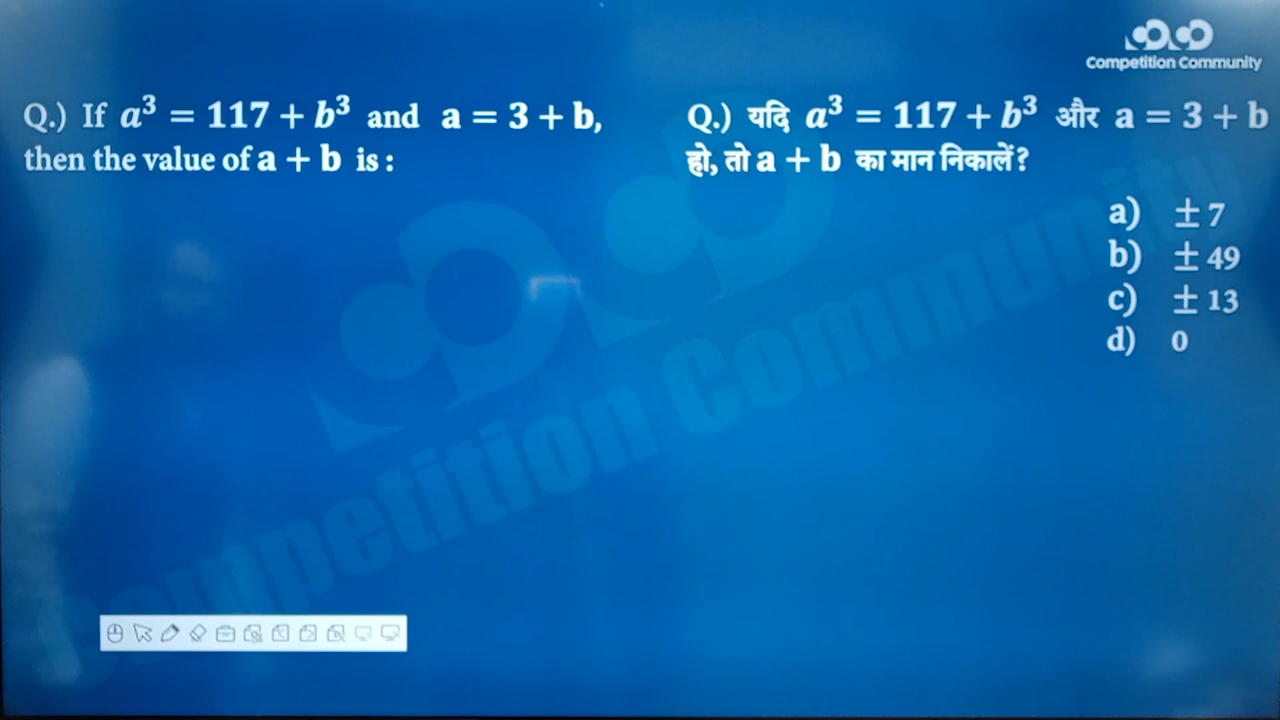 Competition Community
Q.) If a³ = 117 + b³ and a = 3 + b,
then the value of a + b is :
Q.) यदि a³ = 117 + b³ और a = 3 + b
हो, तो a + b का मान निकालें ?
a) ± 7
b) ± 49
c) ± 13
d) 0
Competition Community